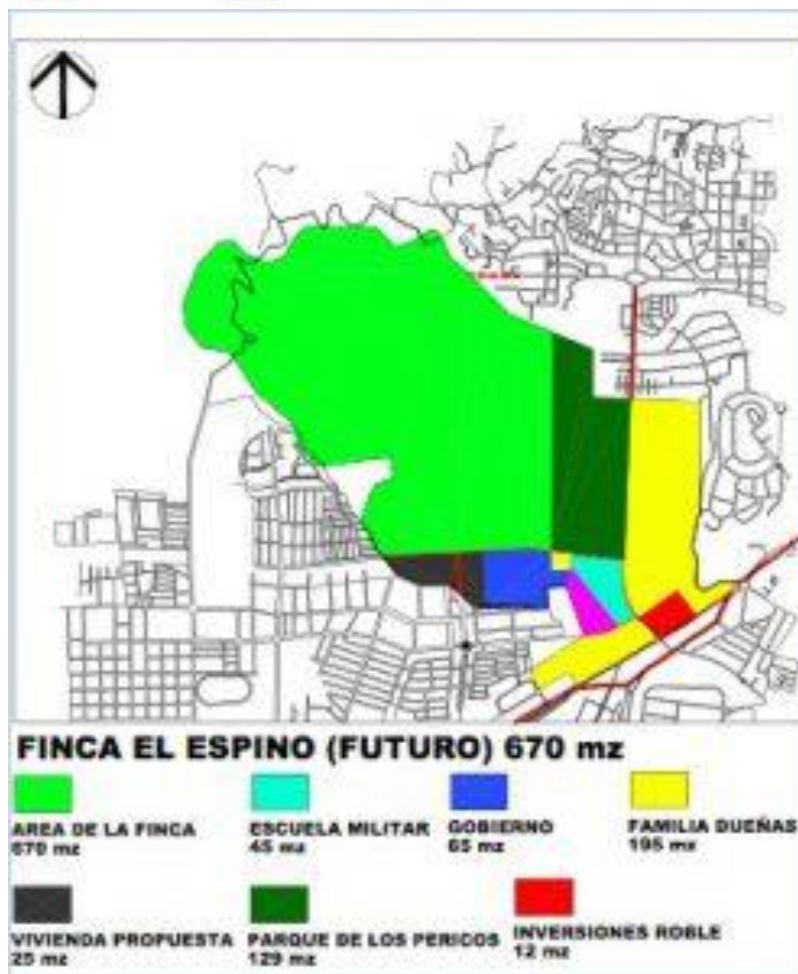 FINCA EL ESPINO (FUTURO) 670 mz
AREA DE LA FINCA
670 mz
ESCUELA MILITAR
45 mz
GOBIERNO
65 mz
FAMILIA DUEÑAS
195 mz
VIVIENDA PROPUESTA
25 mz
PARQUE DE LOS PERICOS
129 mz
INVERSIONES ROBLE
12 mz